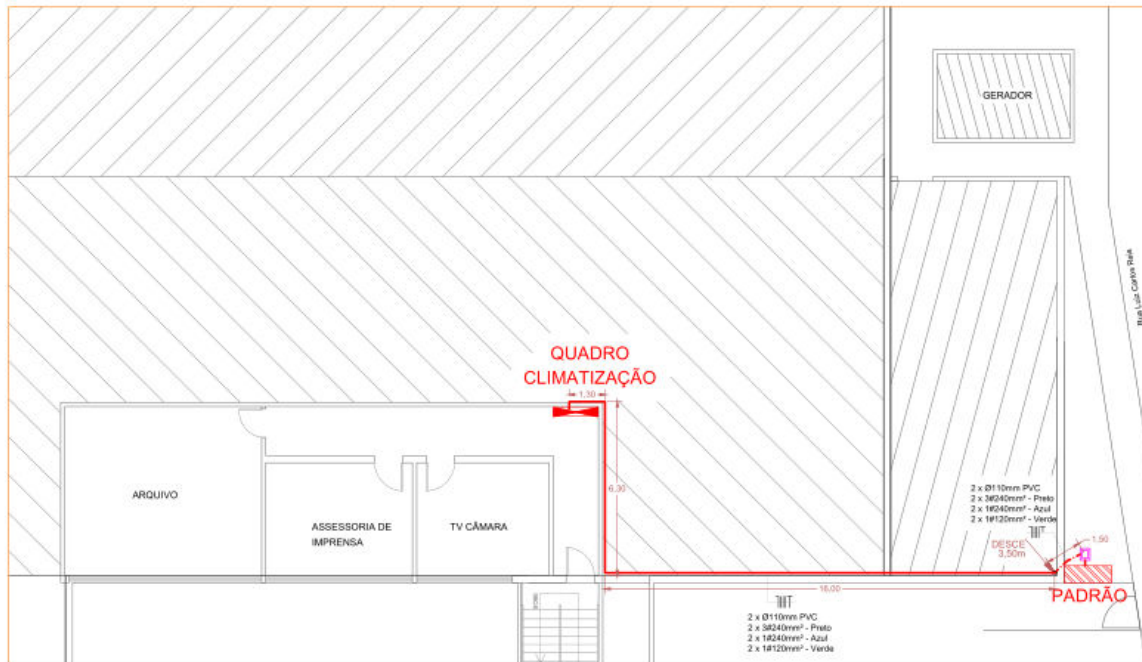 GERADOR
Rua Luiz Carlos
QUADRO
CLIMATIZAÇÃO
1,30
6,30
ARQUIVO
ASSESSORIA DE
IMPRENSA
TV CÂMARA
2 x Ø110mm PVC
2 x 3#240mm² - Preto
2 x 1#240mm² - Azul
2 x 1#120mm² - Verde
DESCE
3,50m
1,50
PADRÃO
16,00
2 x Ø110mm PVC
2 x 3#240mm² - Preto
2 x 1#240mm² - Azul
2 x 1#120mm² - Verde